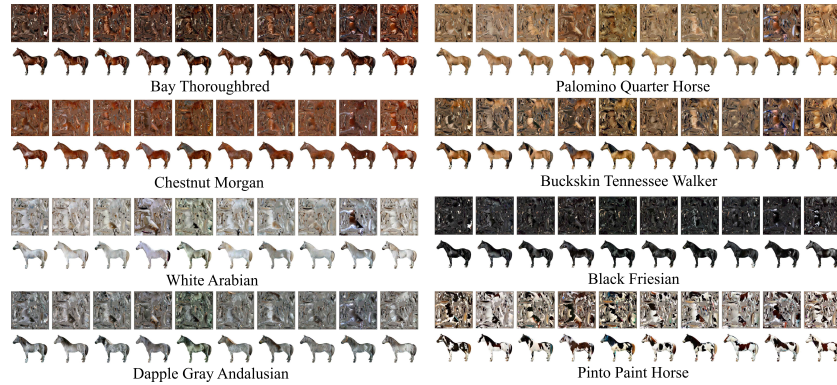 Bay Thoroughbred
Palomino Quarter Horse
Chestnut Morgan
Buckskin Tennessee Walker
White Arabian
Black Friesian
Dapple Gray Andalusian
Pinto Paint Horse